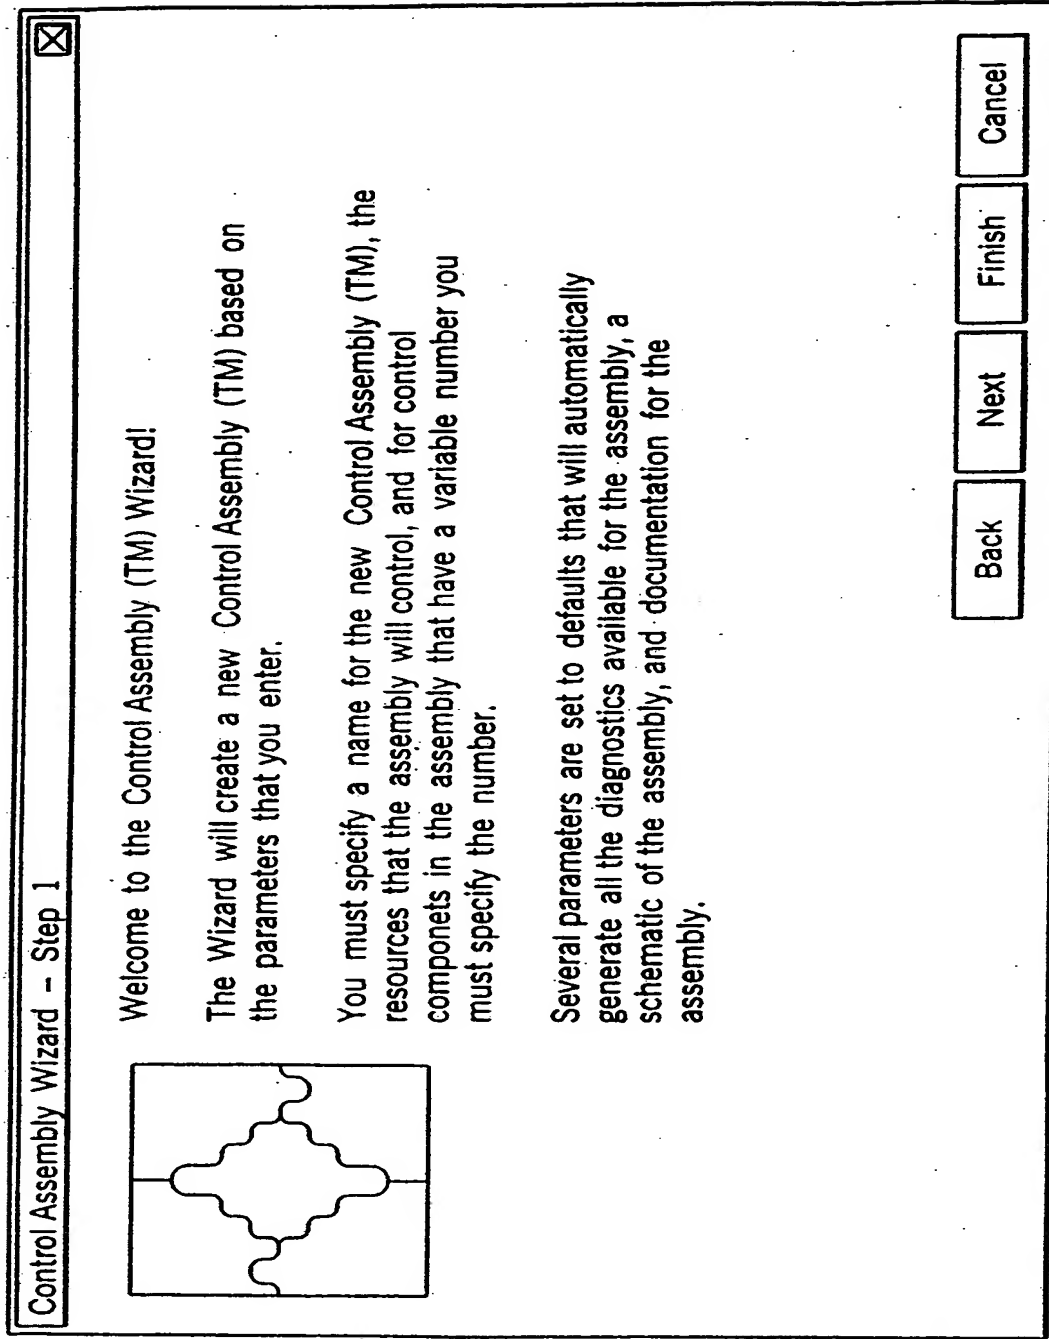 Control Assembly Wizard – Step 1
Welcome to the Control Assembly (TM) Wizard!
The Wizard will create a new Control Assembly (TM) based on
the parameters that you enter.
You must specify a name for the new Control Assembly (TM), the
resources that the assembly will control, and for control
componets in the assembly that have a variable number you
must specify the number.
Several parameters are set to defaults that will automatically
generate all the diagnostics available for the assembly, a
schematic of the assembly, and documentation for the
assembly.
Back
Next
Finish
Cancel